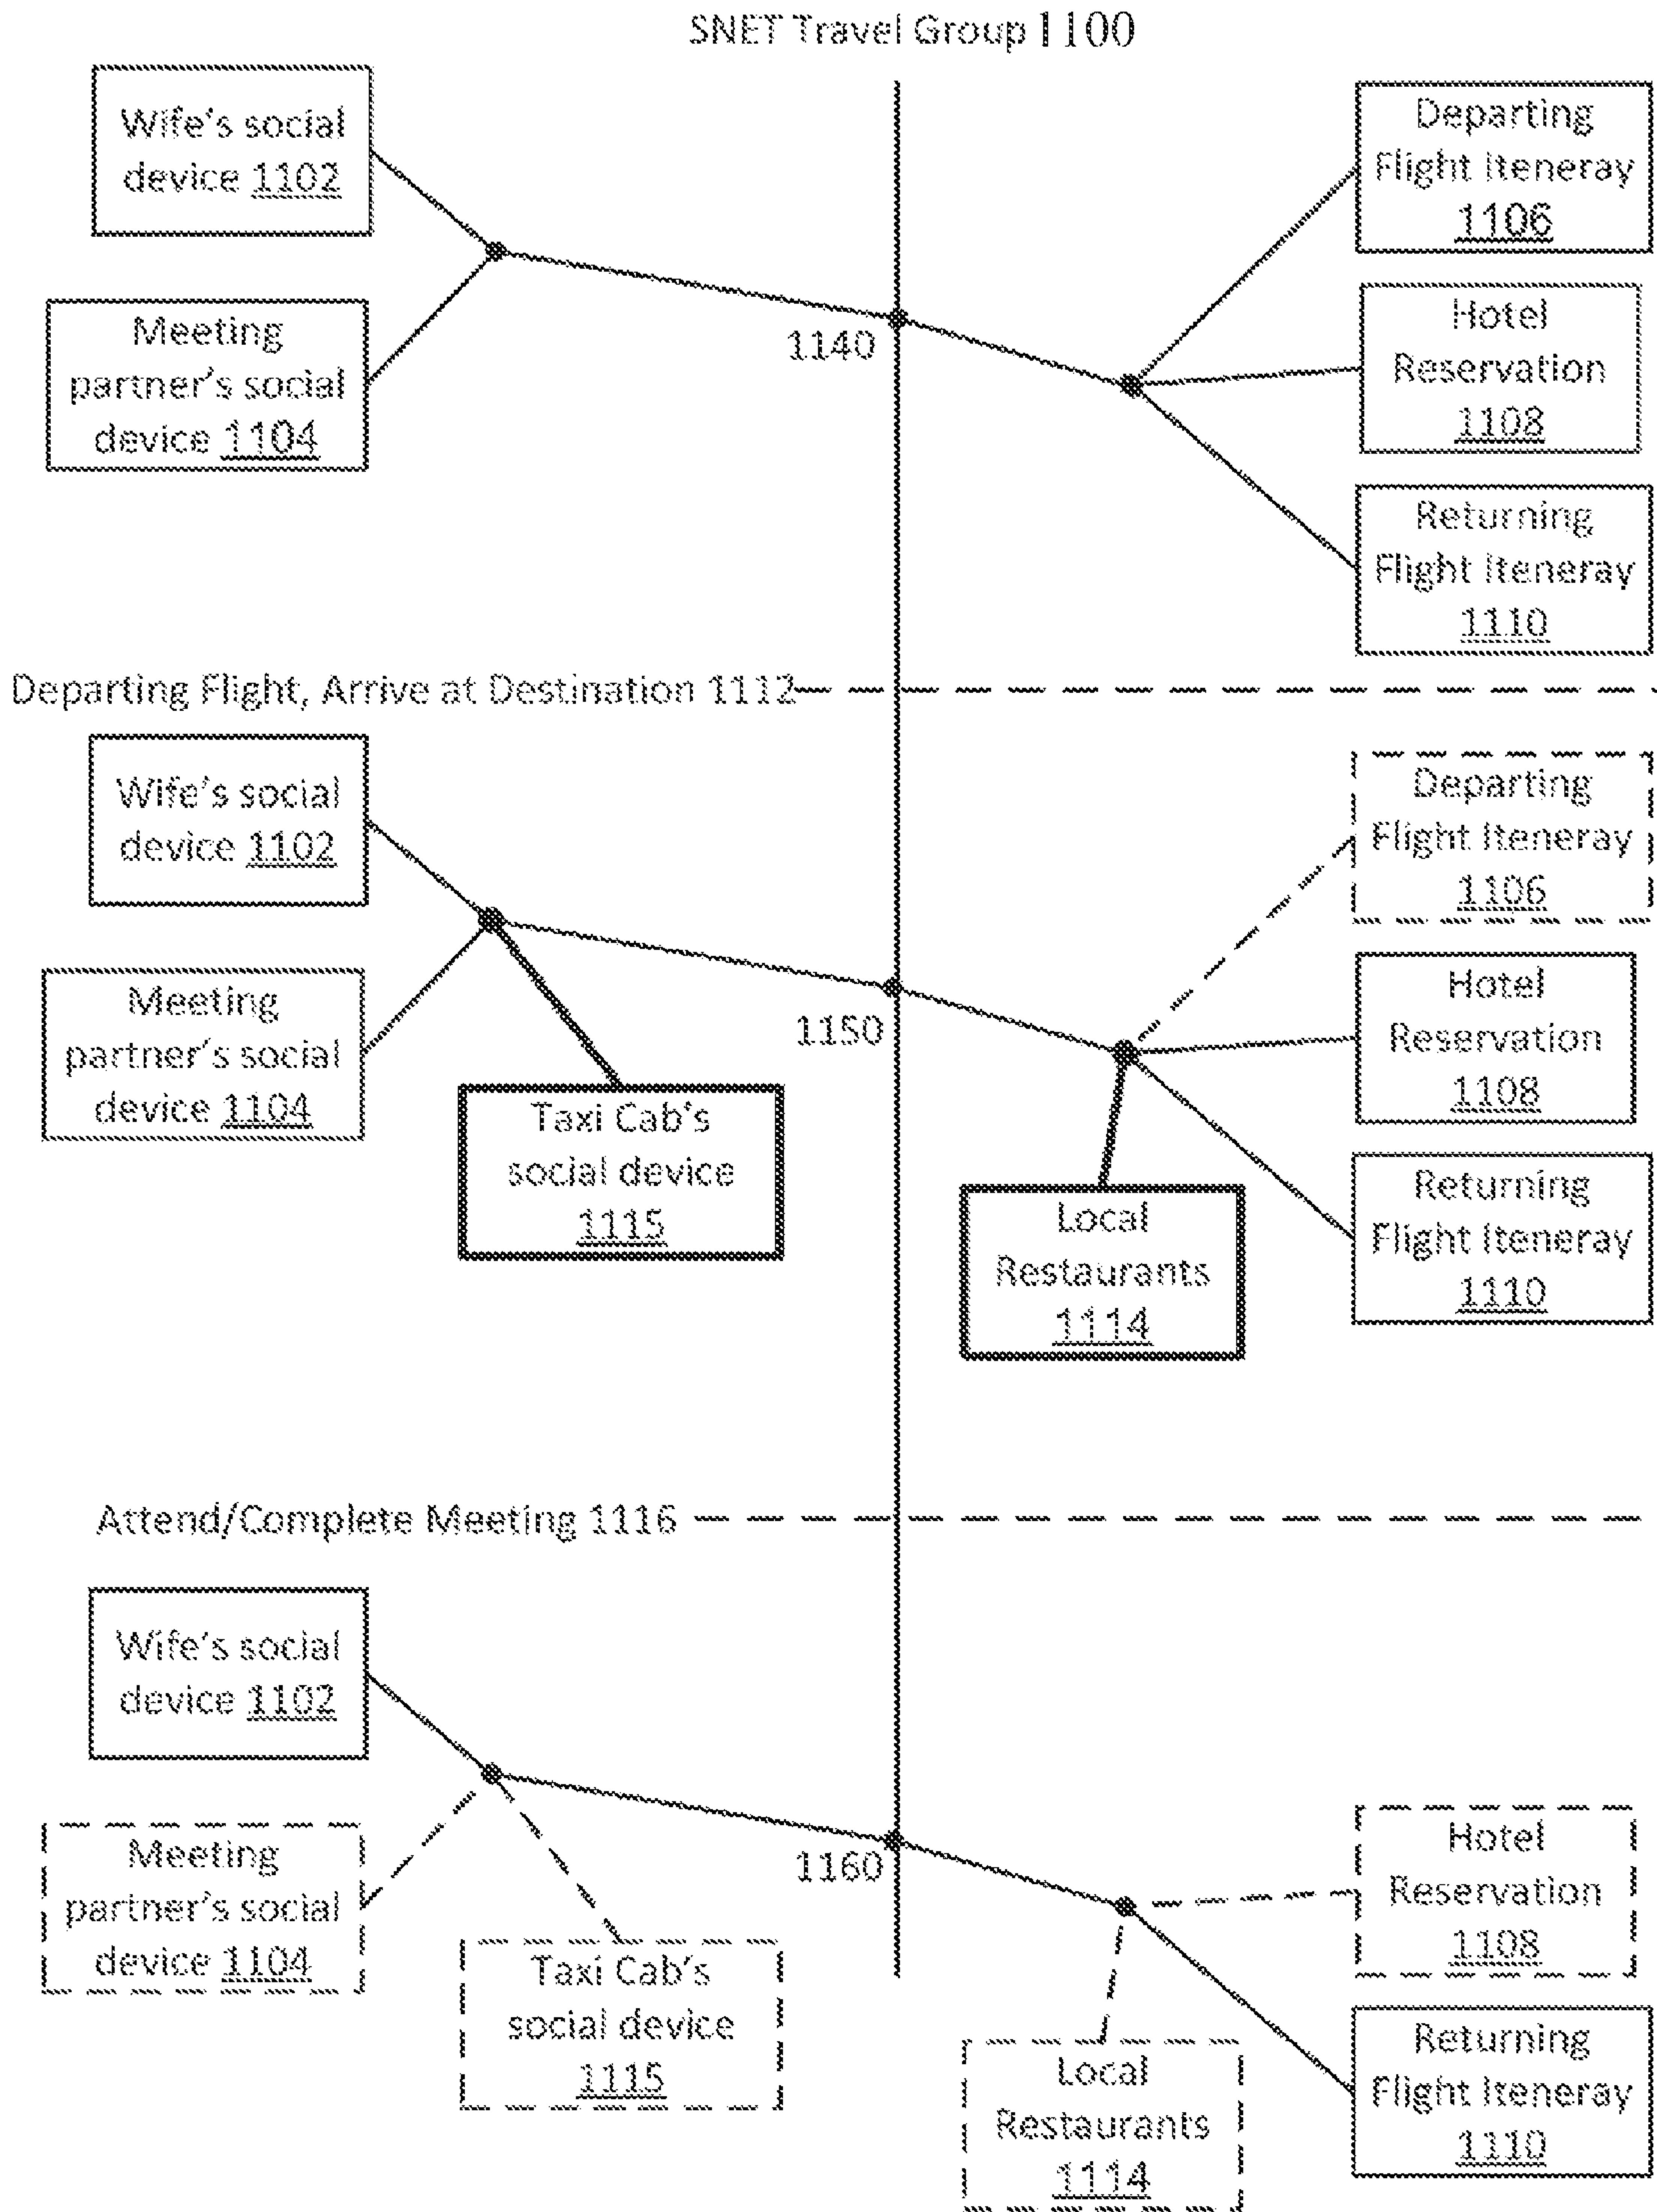 SNET Travel Group 1100
Wife's social
device 1102
Meeting
partner's social
device 1104
1140
Departing
Flight Iteneray
1106
Hotel
Reservation
1108
Returning
Flight Iteneray
1110
Departing Flight, Arrive at Destination 1112
Wife's social
device 1102
Meeting
partner's social
device 1104
Taxi Cab's
social device
1115
1150
Departing
Flight Iteneray
1106
Hotel
Reservation
1108
Returning
Flight Iteneray
1110
Local
Restaurants
1114
Attend/Complete Meeting 1116
Wife's social
device 1102
Meeting
partner's social
device 1104
Taxi Cab's
social device
1115
1160
Hotel
Reservation
1108
Returning
Flight Iteneray
1110
Local
Restaurants
1114